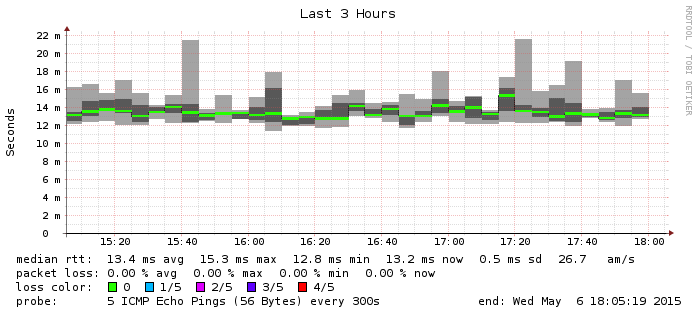 Last 3 Hours
RRDTOOL / TOBI OETIKER
Seconds
22 m
20 m
18 m
16 m
14 m
12 m
10 m
8 m
6 m
4 m
2 m
0
15:20 15:40 16:00 16:20 16:40 17:00 17:20 17:40 18:00
median rtt: 13.4 ms avg 15.3 ms max 12.8 ms min 13.2 ms now 0.5 ms sd 26.7 am/s
packet loss: 0.00 % avg 0.00 % max 0.00 % min 0.00 % now
loss color: 0 1/5 2/5 3/5 4/5
probe: 5 ICMP Echo Pings (56 Bytes) every 300s end: Wed May 6 18:05:19 2015